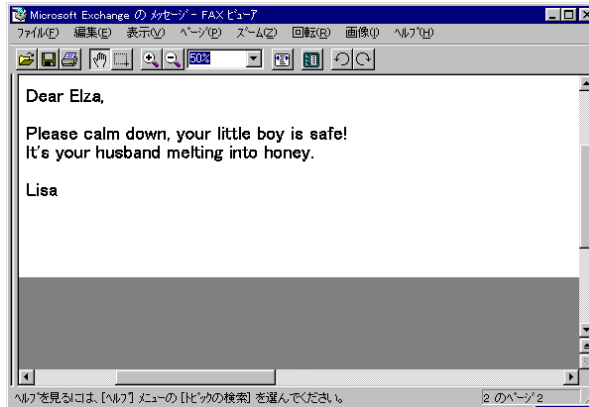 Microsoft Exchange の メッセージ - FAX ビューア
ファイル(F) 編集(E) 表示(V) ページ(P) ズーム(Z) 回転(R) 画像(I) ヘルプ(H)
50%
Dear Elza,
Please calm down, your little boy is safe!
It's your husband melting into honey.
Lisa
ヘルプを見るには、[ヘルプ] メニューの [トピックの検索] を選んでください。 2 のページ 2